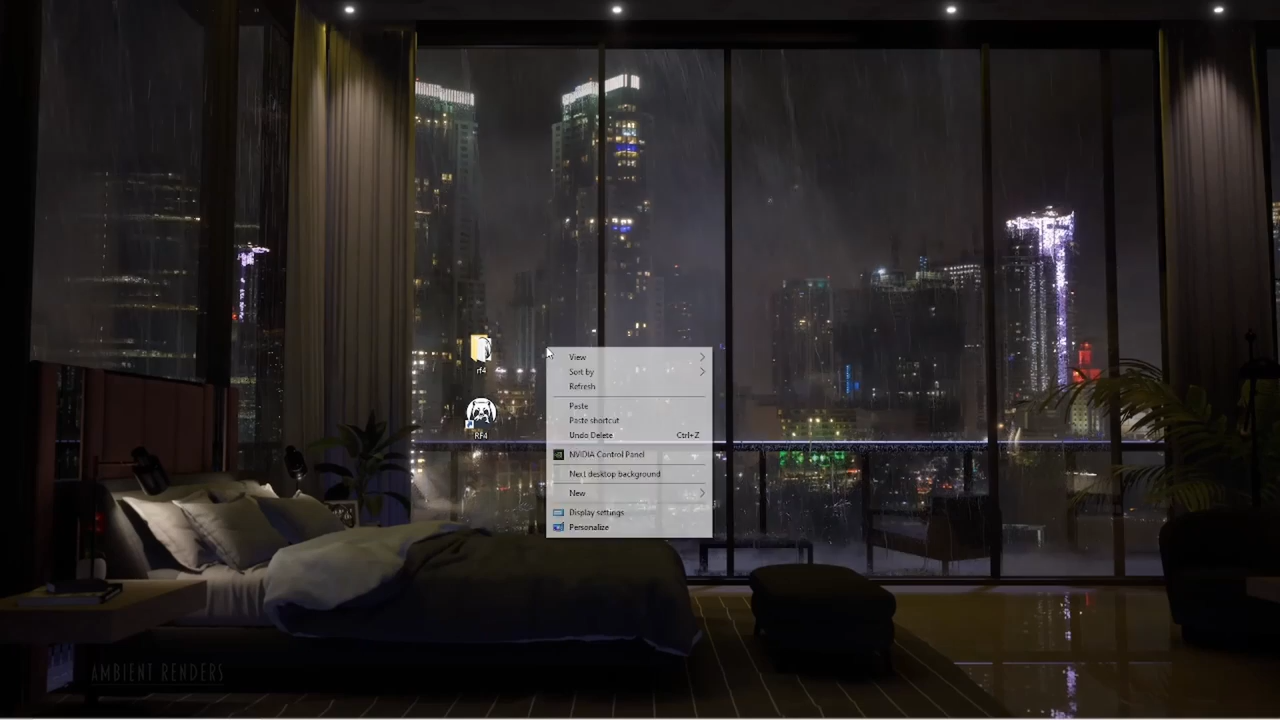 rf4
RF4
View
Sort by
Refresh
Paste
Paste shortcut
Undo Delete Ctrl+Z
NVIDIA Control Panel
Next desktop background
New
Display settings
Personalize
AMBIENT RENDERS